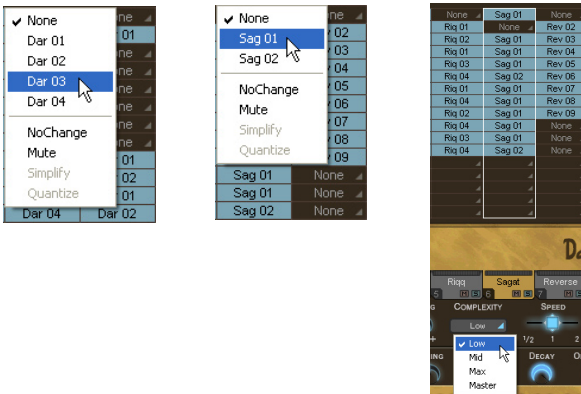 None
Dar 01
Dar 02
Dar 03
Dar 04
NoChange
Mute
Simplify
Quantize
01
01
02
01
Dar 04 Dar 02
None
Sag 01
Sag 02
NoChange
Mute
Simplify
Quantize
02
03
04
05
06
07
08
09
Sag 01 None
Sag 01 None
Sag 02 None
None Sag 01 None
Riq 01 None Rev 02
Riq 02 Sag 01 Rev 03
Riq 01 Sag 01 Rev 04
Riq 03 Sag 01 Rev 05
Riq 04 Sag 02 Rev 06
Riq 01 Sag 01 Rev 07
Riq 04 Sag 01 Rev 08
Riq 02 Sag 01 Rev 09
Riq 04 Sag 01 None
Riq 03 Sag 01 None
Riq 04 Sag 02 None
Riqq Sagat Reverse
5 M S 6 M S 7 M S
COMPLEXITY SPEED
Low
1/2 1 2
Low
Mid
Max
Master
DECAY